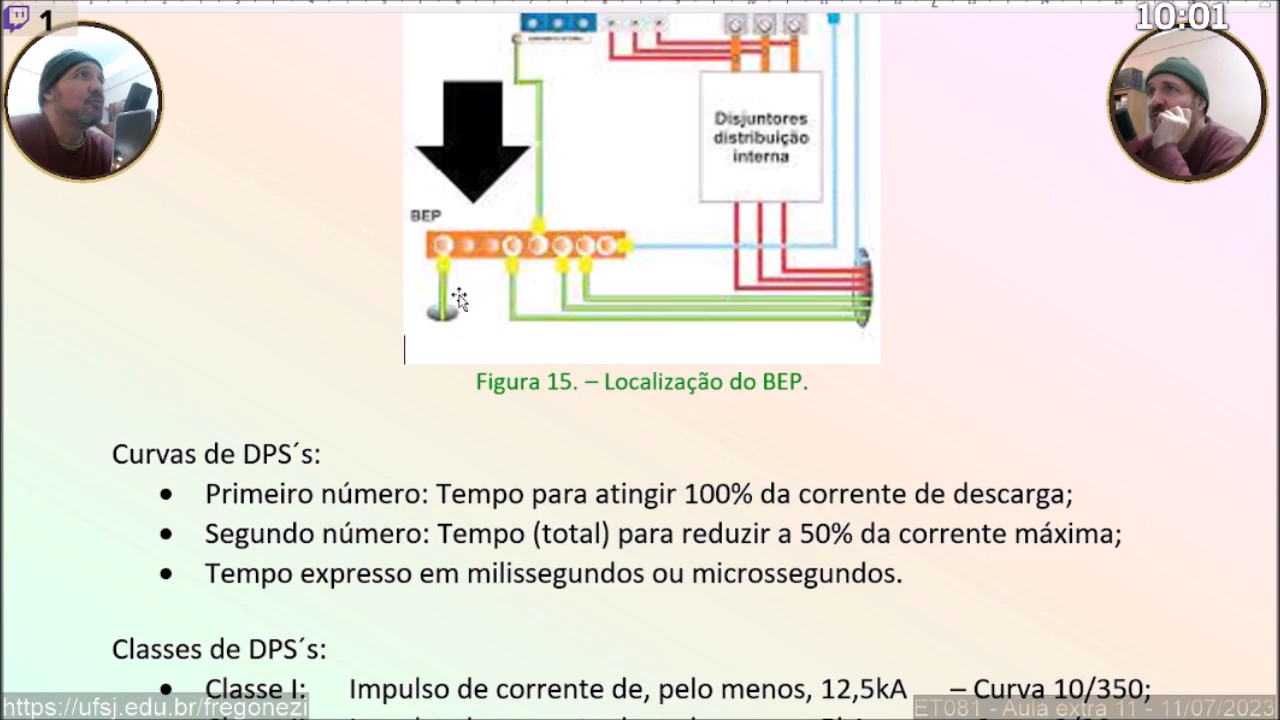 1
10:01
Disjuntores
distribuição
interna
BEP
Figura 15. – Localização do BEP.
Curvas de DPS´s:
• Primeiro número: Tempo para atingir 100% da corrente de descarga;
• Segundo número: Tempo (total) para reduzir a 50% da corrente máxima;
• Tempo expresso em milissegundos ou microssegundos.
Classes de DPS´s:
• Classe I: Impulso de corrente de, pelo menos, 12,5kA – Curva 10/350;
https://ufsj.edu.br/fregonezi
ET081 - Aula extra 11 - 11/07/2023